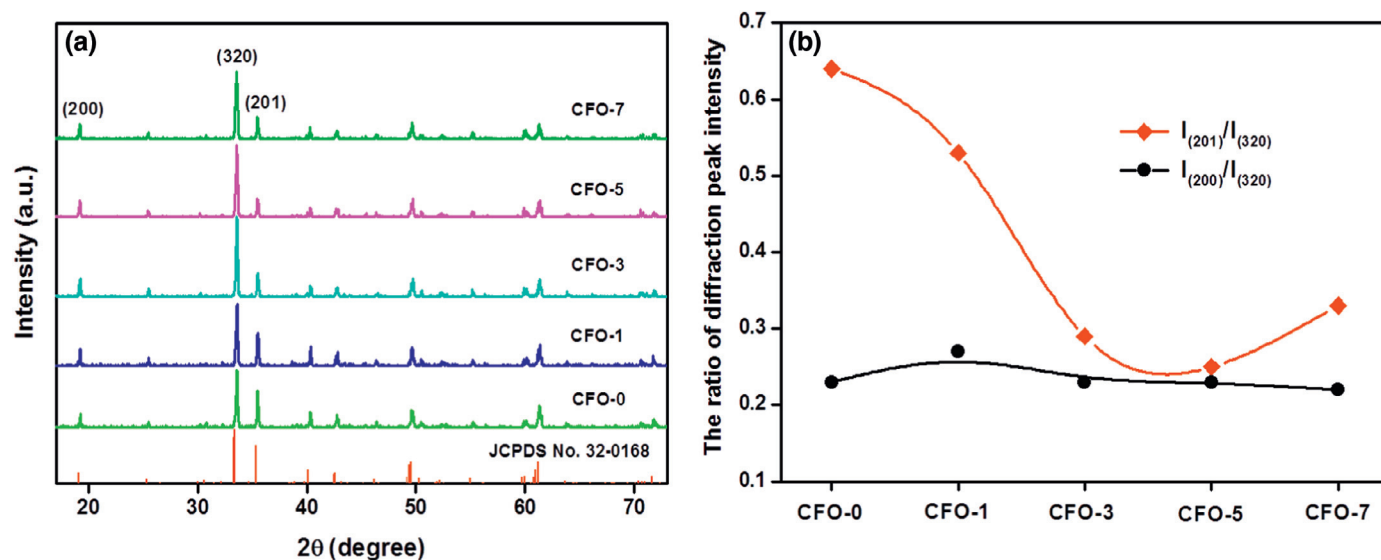 (a)
(200)
(320)
(201)
CFO-7
CFO-5
CFO-3
CFO-1
CFO-0
JCPDS No. 32-0168
Intensity (a.u.)
20 30 40 50 60 70
2θ (degree)
(b)
The ratio of diffraction peak intensity
0.7
0.6
0.5
0.4
0.3
0.2
0.1
I(201)/I(320)
I(200)/I(320)
CFO-0 CFO-1 CFO-3 CFO-5 CFO-7